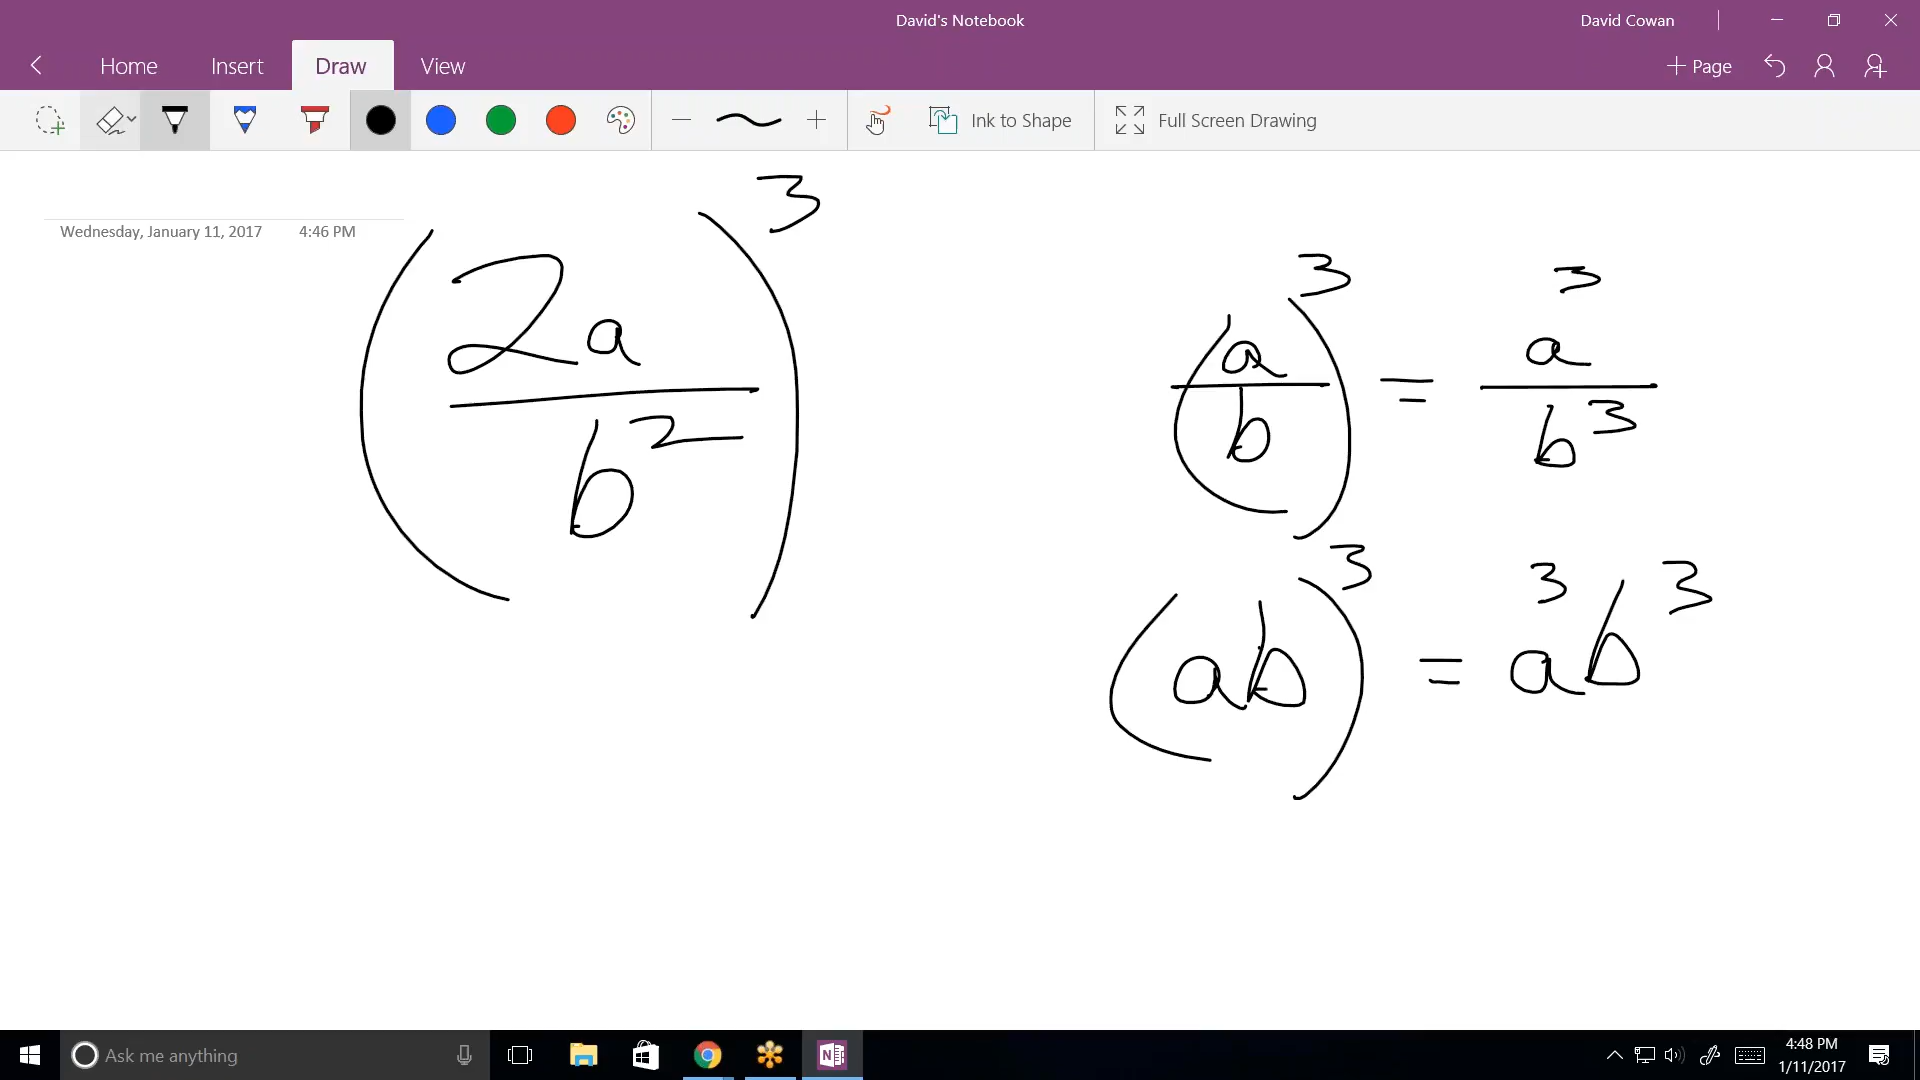 David's Notebook
David Cowan
Home Insert Draw View
+ Page
Ink to Shape
Full Screen Drawing
Wednesday, January 11, 2017 4:46 PM
(2a/b²)³
(a/b)³ = a³/b³
(ab)³ = a³b³
Ask me anything
N
4:48 PM
1/11/2017